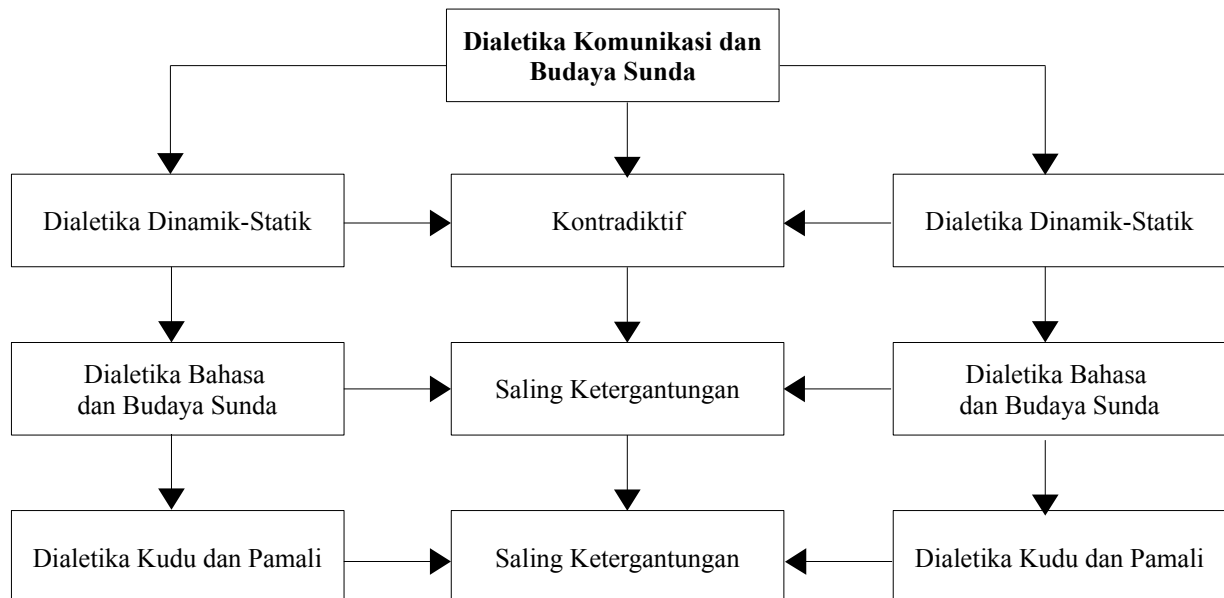 Dialetika Komunikasi dan
Budaya Sunda
Dialetika Dinamik-Statik
Kontradiktif
Dialetika Dinamik-Statik
Dialetika Bahasa
dan Budaya Sunda
Saling Ketergantungan
Dialetika Bahasa
dan Budaya Sunda
Dialetika Kudu dan Pamali
Saling Ketergantungan
Dialetika Kudu dan Pamali